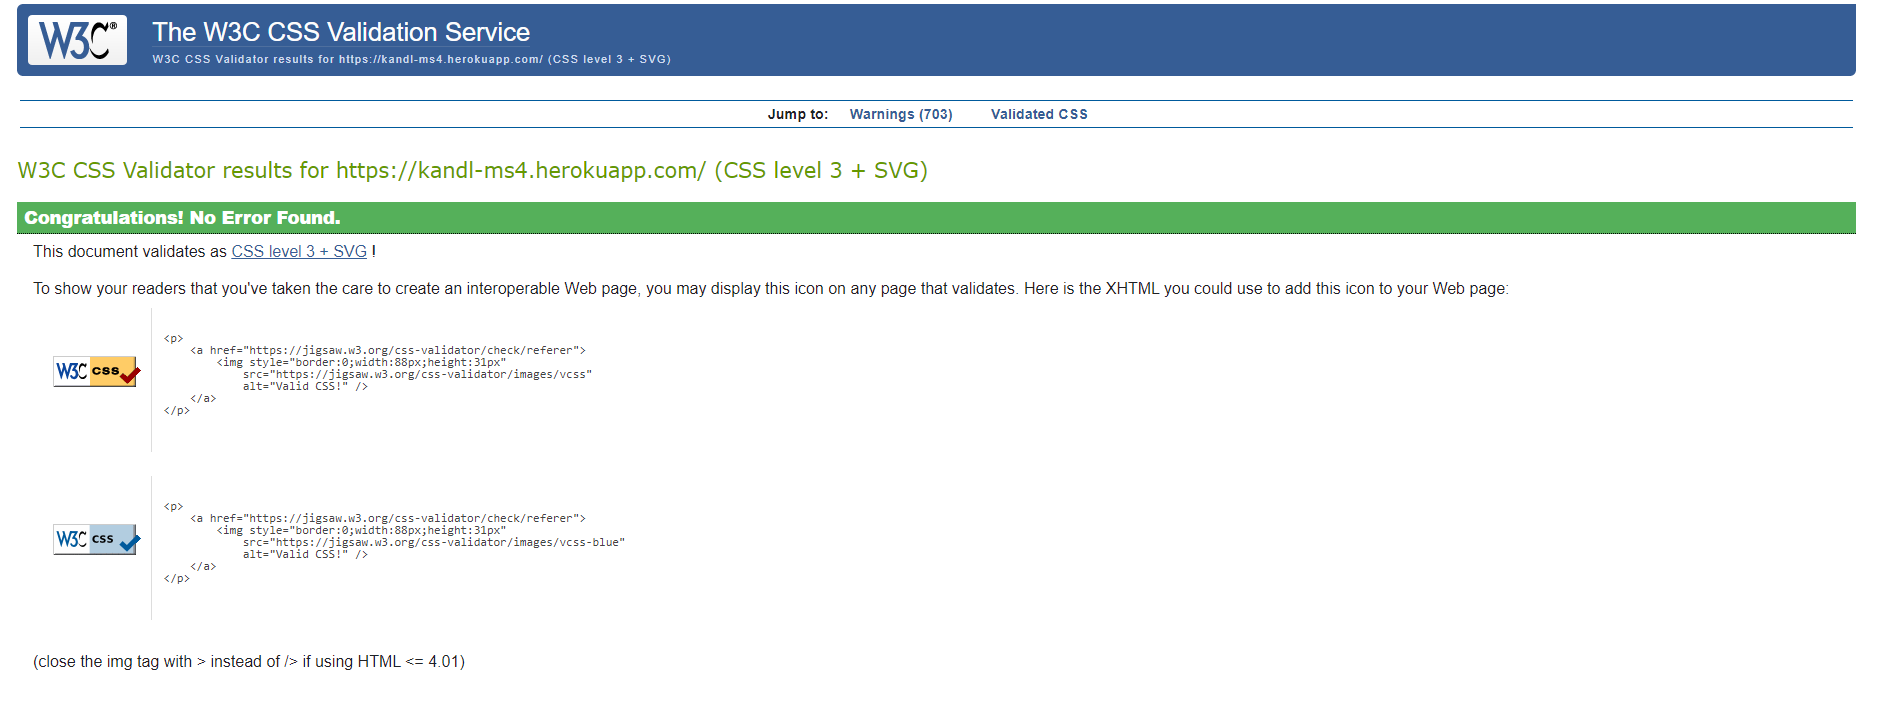 W3C®
The W3C CSS Validation Service
W3C CSS Validator results for https://kandl-ms4.herokuapp.com/ (CSS level 3 + SVG)
Jump to: Warnings (703) Validated CSS
W3C CSS Validator results for https://kandl-ms4.herokuapp.com/ (CSS level 3 + SVG)
Congratulations! No Error Found.
This document validates as CSS level 3 + SVG !
To show your readers that you've taken the care to create an interoperable Web page, you may display this icon on any page that validates. Here is the XHTML you could use to add this icon to your Web page:
W3C css
<p>
<a href="https://jigsaw.w3.org/css-validator/check/referer">
<img style="border:0;width:88px;height:31px"
src="https://jigsaw.w3.org/css-validator/images/vcss"
alt="Valid CSS!" />
</a>
</p>
W3C css
<p>
<a href="https://jigsaw.w3.org/css-validator/check/referer">
<img style="border:0;width:88px;height:31px"
src="https://jigsaw.w3.org/css-validator/images/vcss-blue"
alt="Valid CSS!" />
</a>
</p>
(close the img tag with > instead of /> if using HTML <= 4.01)